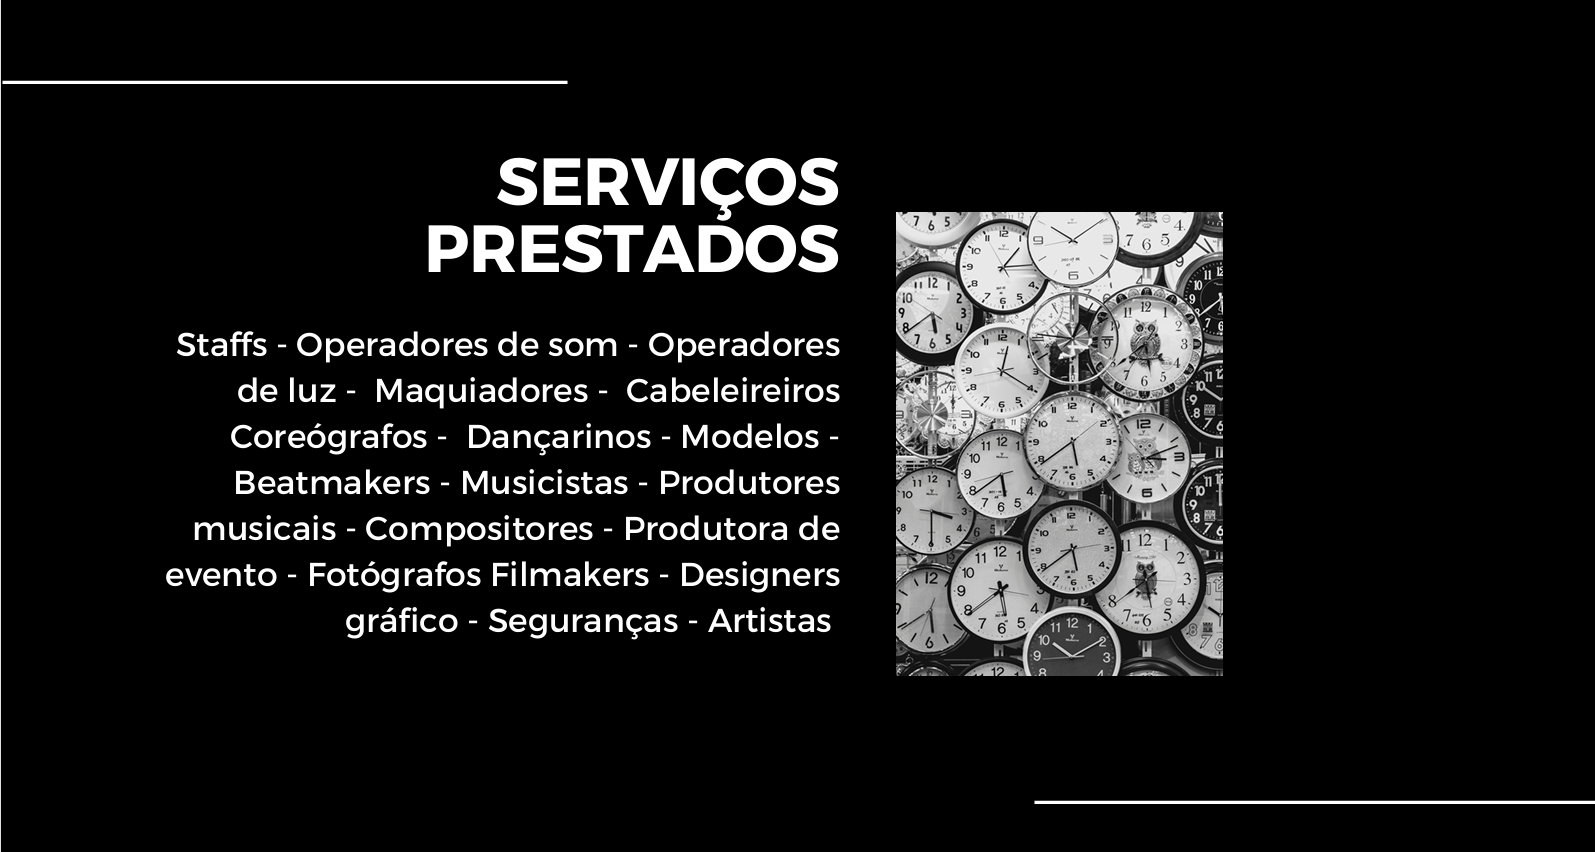 SERVIÇOS
PRESTADOS
Staffs - Operadores de som - Operadores
de luz -  Maquiadores -  Cabeleireiros
Coreógrafos -  Dançarinos - Modelos -
Beatmakers - Musicistas - Produtores
musicais - Compositores - Produtora de
evento - Fotógrafos Filmakers - Designers
gráfico - Seguranças - Artistas